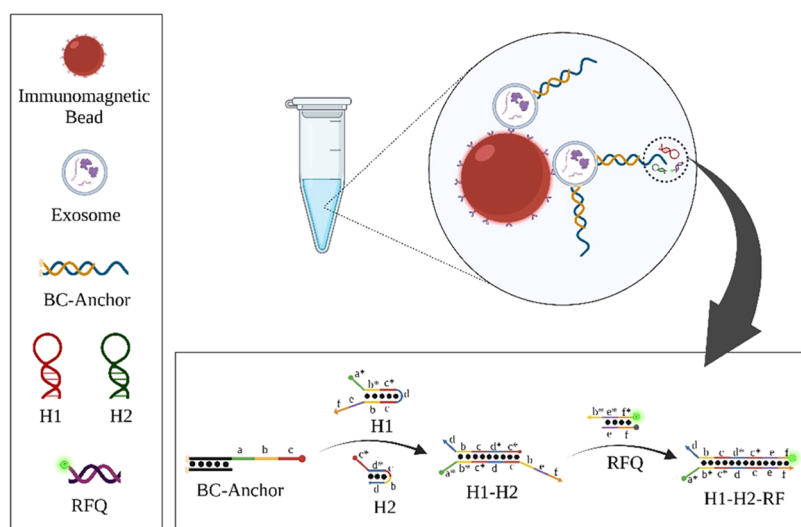 Immunomagnetic
Bead
Exosome
BC-Anchor
H1 H2
RFQ
a b c
BC-Anchor
a*
b* c*
d
f e b c
H1
c*
d* c
d b
H2
d b c d* c*
a* b* c* d c b e f
H1-H2
b* e* f*
e f
RFQ
d b c d* c* e f
a* b* c* d c e f
H1-H2-RF